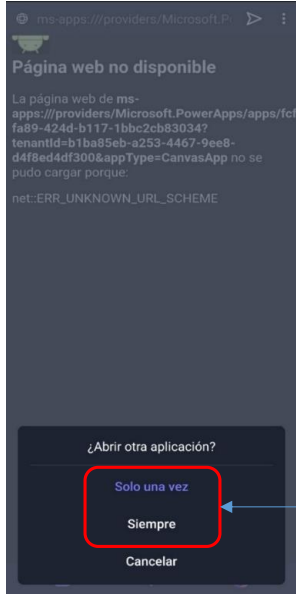 ms-apps:///providers/Microsoft.P
Página web no disponible
La página web de ms-
apps:///providers/Microsoft.PowerApps/apps/fcf
fa89-424d-b117-1bbc2cb83034?
tenantId=b1ba85eb-a253-4467-9ee8-
d4f8ed4df300&appType=CanvasApp no se
pudo cargar porque:
net::ERR_UNKNOWN_URL_SCHEME
¿Abrir otra aplicación?
Solo una vez
Siempre
Cancelar